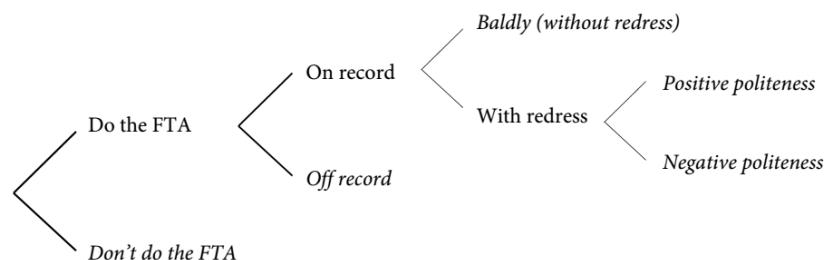 Baldly (without redress)
On record
Positive politeness
With redress
Do the FTA
Negative politeness
Off record
Don’t do the FTA